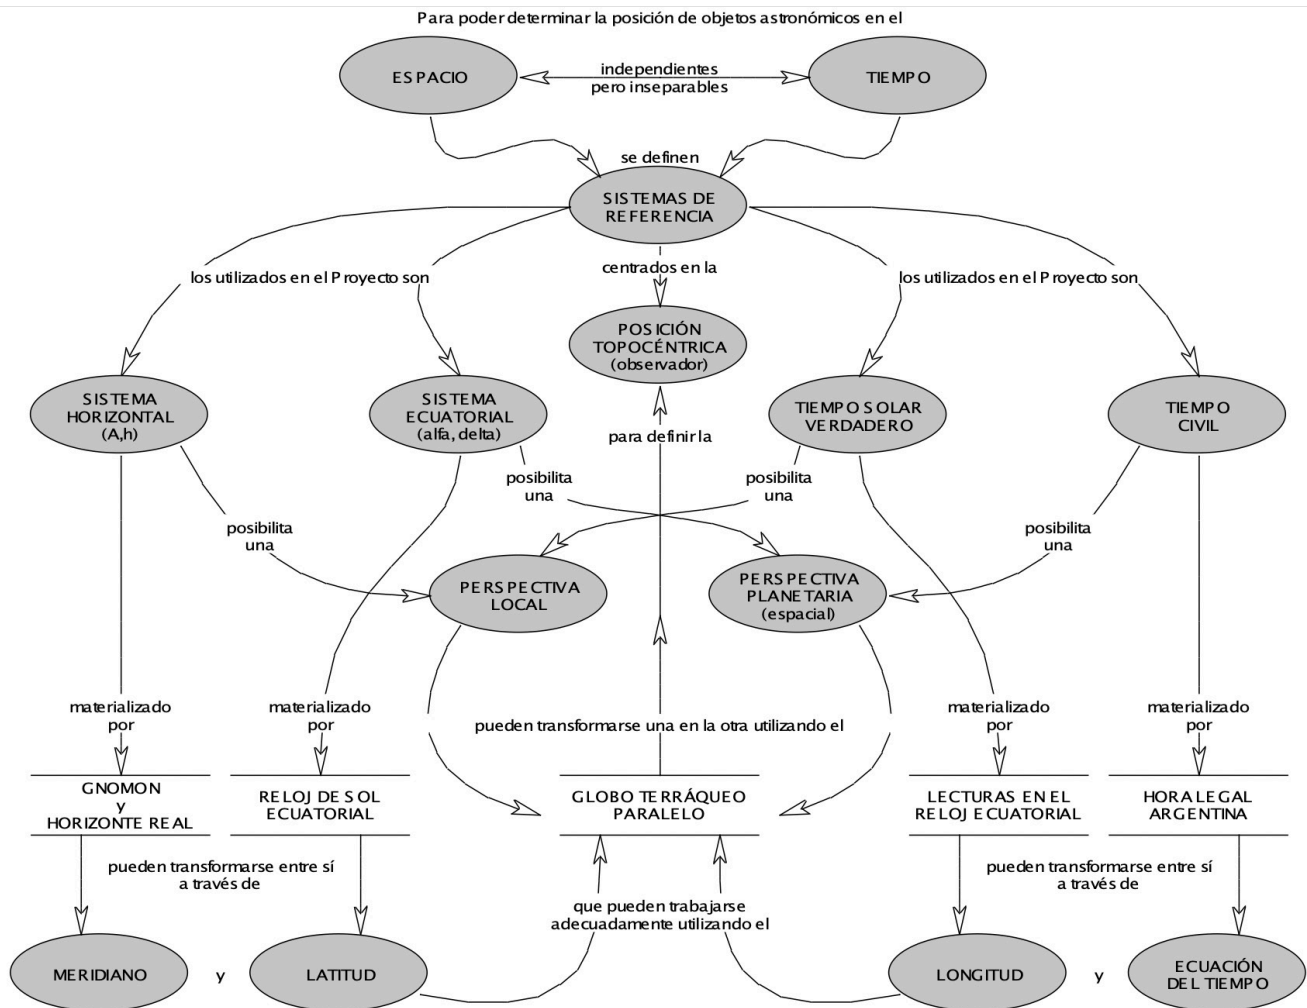 Para poder determinar la posición de objetos astronómicos en el
ESPACIO
independientes
pero inseparables
TIEMPO
se definen
SISTEMAS DE
REFERENCIA
los utilizados en el Proyecto son
centrados en la
los utilizados en el Proyecto son
POSICIÓN
TOPOCÉNTRICA
(observador)
SISTEMA
HORIZONTAL
(A,h)
SISTEMA
ECUATORIAL
(alfa, delta)
TIEMPO SOLAR
VERDADERO
TIEMPO
CIVIL
para definir la
posibilita
una
posibilita
una
posibilita
una
posibilita
una
PERSPECTIVA
LOCAL
PERSPECTIVA
PLANETARIA
(espacial)
materializado
por
materializado
por
pueden transformarse una en la otra utilizando el
materializado
por
materializado
por
GNOMON
y
HORIZONTE REAL
RELOJ DE SOL
ECUATORIAL
GLOBO TERRÁQUEO
PARALELO
LECTURAS EN EL
RELOJ ECUATORIAL
HORA LEGAL
ARGENTINA
pueden transformarse entre sí
a través de
pueden transformarse entre sí
a través de
que pueden trabajarse
adecuadamente utilizando el
MERIDIANO
y
LATITUD
LONGITUD
y
ECUACIÓN
DEL TIEMPO